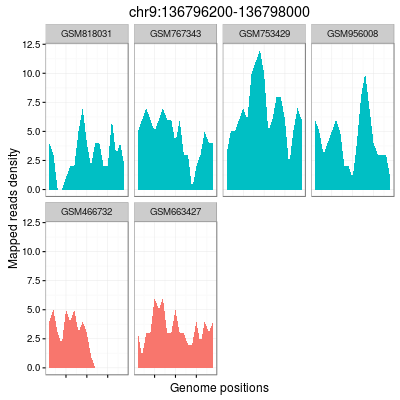 chr9:136796200-136798000
GSM818031 GSM767343 GSM753429 GSM956008
12.5
10.0
7.5
5.0
2.5
0.0
Mapped reads density
GSM466732 GSM663427
12.5
10.0
7.5
5.0
2.5
0.0
Genome positions